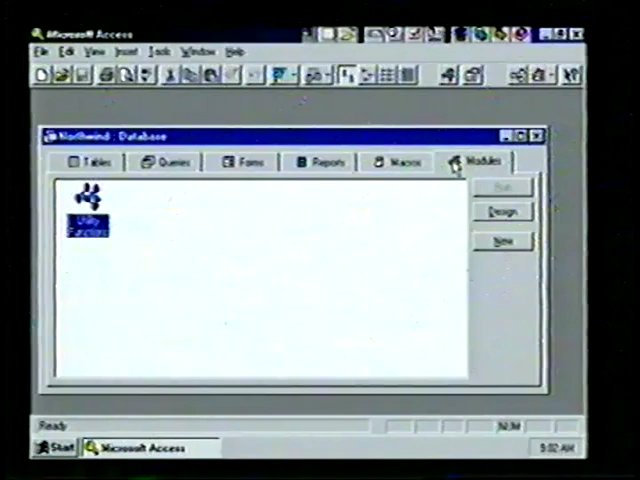 Microsoft Access
File Edit View Insert Tools Window Help
Northwind : Database
Tables Queries Forms Reports Macros Modules
Run
Utility
Functions
Design
New
Ready NUM
Start Microsoft Access 9:02 AM